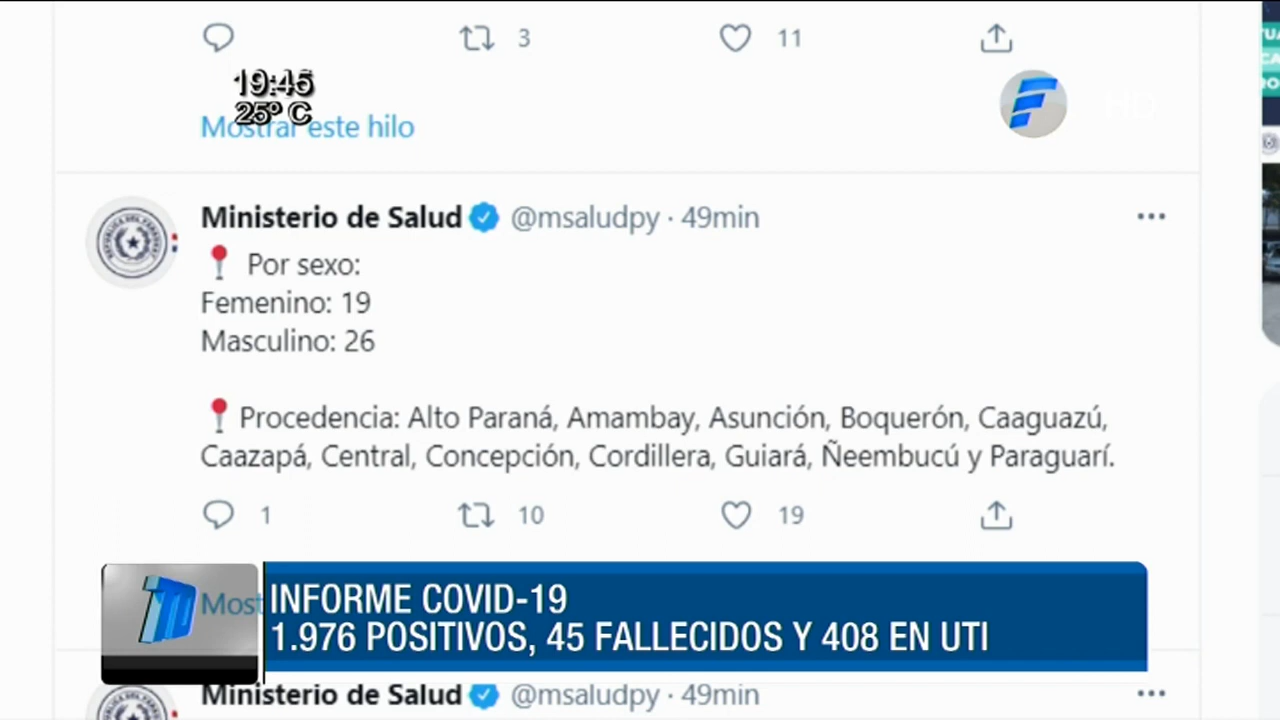 3 11
19:45
25º C
Mostrar este hilo
HD
Ministerio de Salud @msaludpy · 49min
Por sexo:
Femenino: 19
Masculino: 26
Procedencia: Alto Paraná, Amambay, Asunción, Boquerón, Caaguazú,
Caazapá, Central, Concepción, Cordillera, Guiará, Ñeembucú y Paraguarí.
1 10 19
Most
INFORME COVID-19
1.976 POSITIVOS, 45 FALLECIDOS Y 408 EN UTI
Ministerio de Salud @msaludpy · 49min